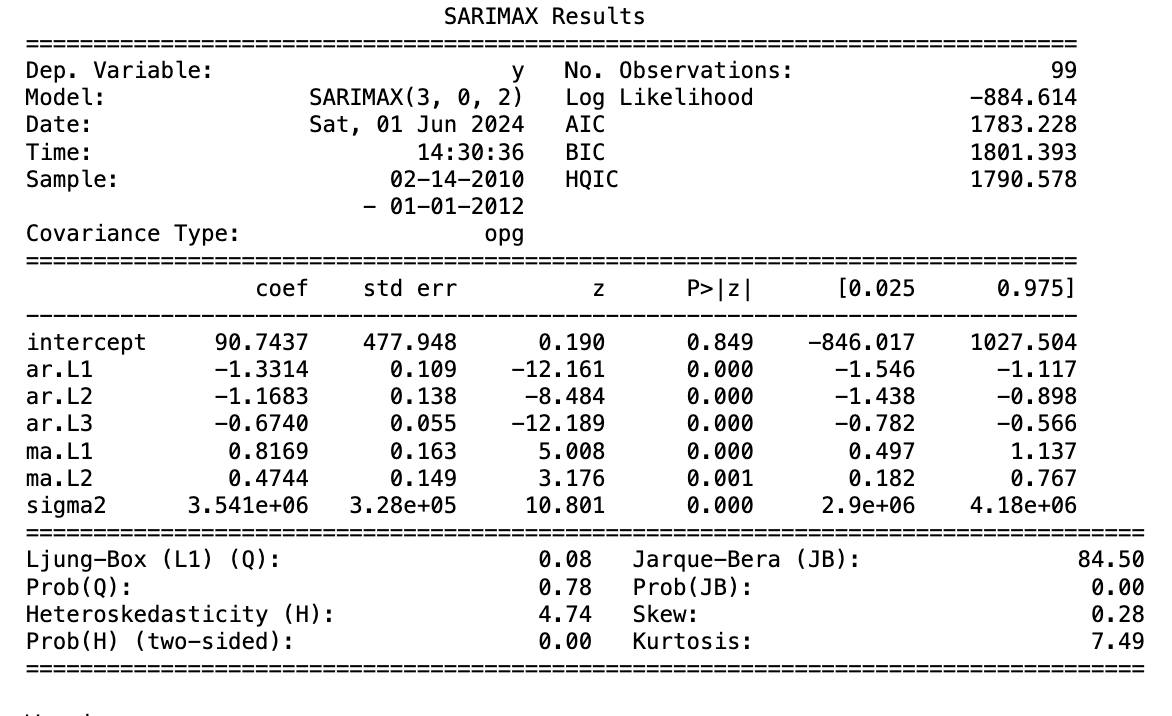 SARIMAX Results
==============================================================================
Dep. Variable:                      y   No. Observations:                   99
Model:               SARIMAX(3, 0, 2)   Log Likelihood                -884.614
Date:                Sat, 01 Jun 2024   AIC                           1783.228
Time:                        14:30:36   BIC                           1801.393
Sample:                    02-14-2010   HQIC                          1790.578
                         - 01-01-2012
Covariance Type:                  opg
==============================================================================
                 coef    std err          z      P>|z|      [0.025      0.975]
------------------------------------------------------------------------------
intercept     90.7437    477.948      0.190      0.849    -846.017    1027.504
ar.L1         -1.3314      0.109    -12.161      0.000      -1.546      -1.117
ar.L2         -1.1683      0.138     -8.484      0.000      -1.438      -0.898
ar.L3         -0.6740      0.055    -12.189      0.000      -0.782      -0.566
ma.L1          0.8169      0.163      5.008      0.000       0.497       1.137
ma.L2          0.4744      0.149      3.176      0.001       0.182       0.767
sigma2      3.541e+06   3.28e+05     10.801      0.000     2.9e+06    4.18e+06
===================================================================================
Ljung-Box (L1) (Q):                   0.08   Jarque-Bera (JB):                84.50
Prob(Q):                              0.78   Prob(JB):                         0.00
Heteroskedasticity (H):               4.74   Skew:                             0.28
Prob(H) (two-sided):                  0.00   Kurtosis:                         7.49
===================================================================================